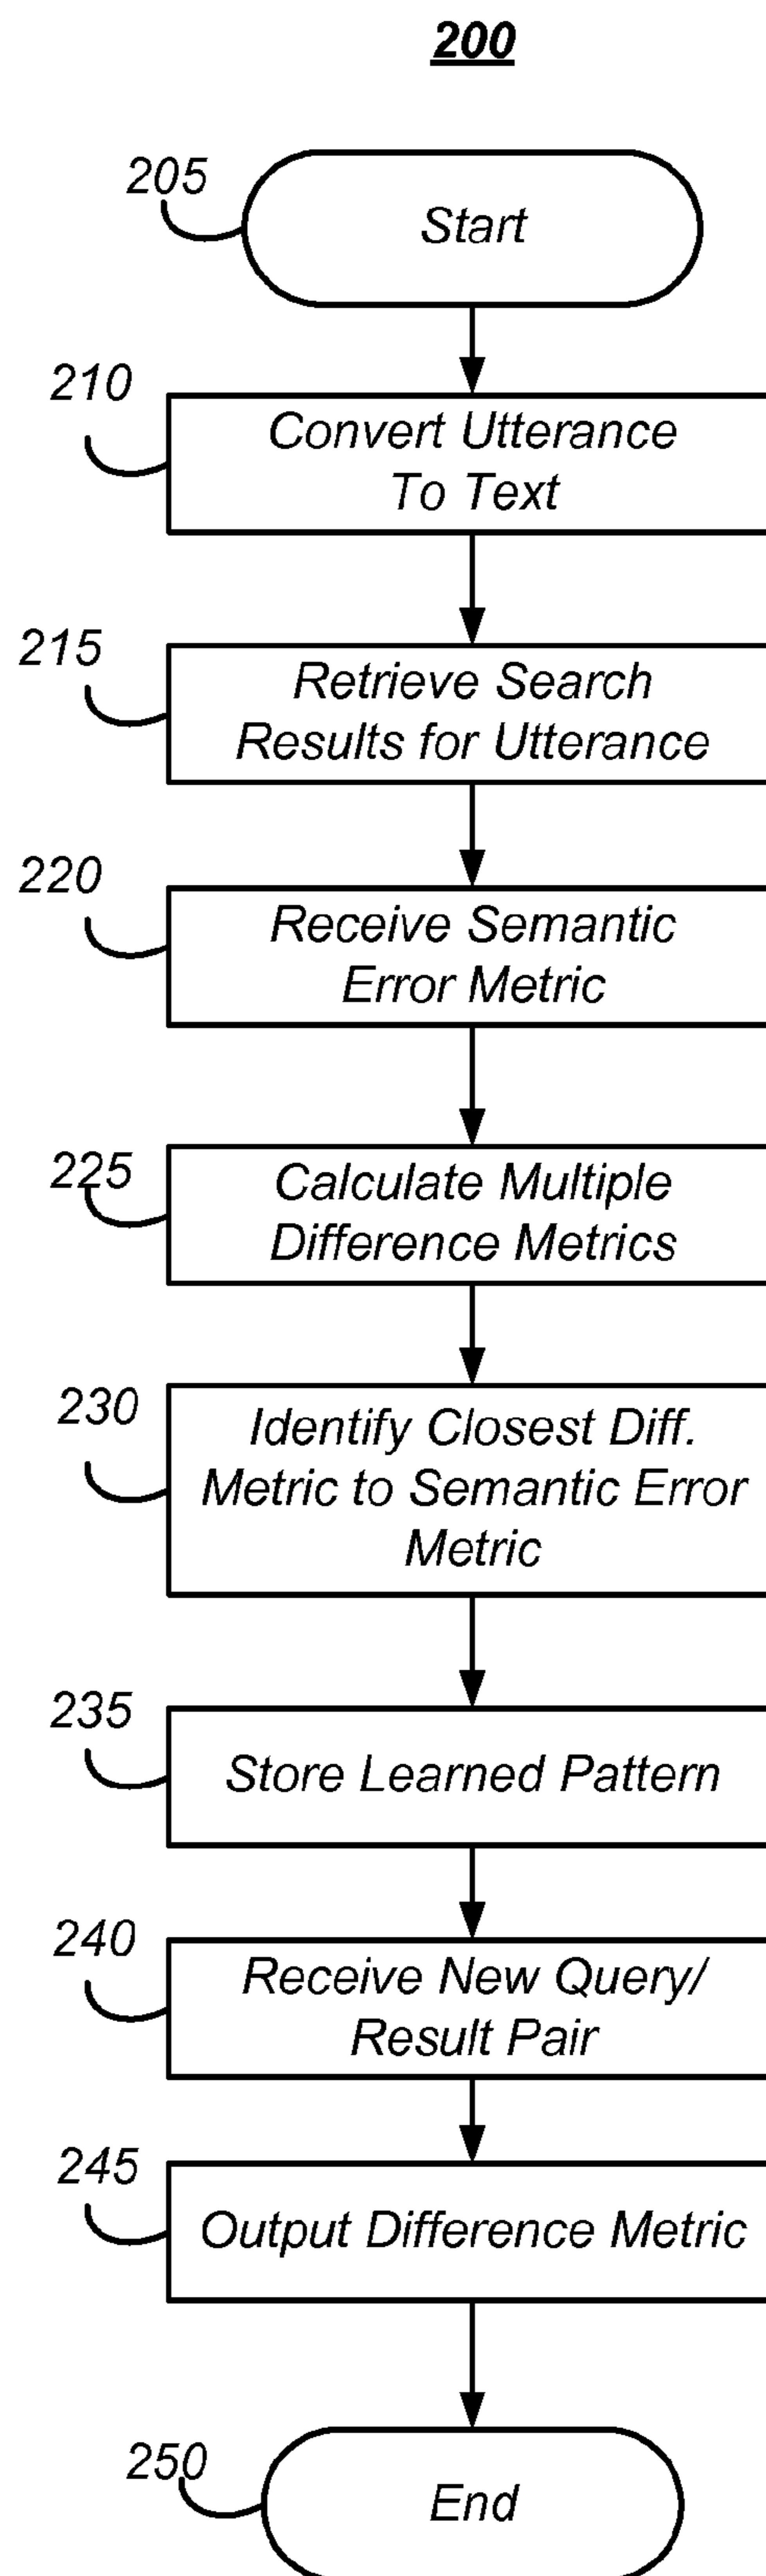 200
205
Start
210
Convert Utterance
To Text
215
Retrieve Search
Results for Utterance
220
Receive Semantic
Error Metric
225
Calculate Multiple
Difference Metrics
230
Identify Closest Diff.
Metric to Semantic Error
Metric
235
Store Learned Pattern
240
Receive New Query/
Result Pair
245
Output Difference Metric
250
End